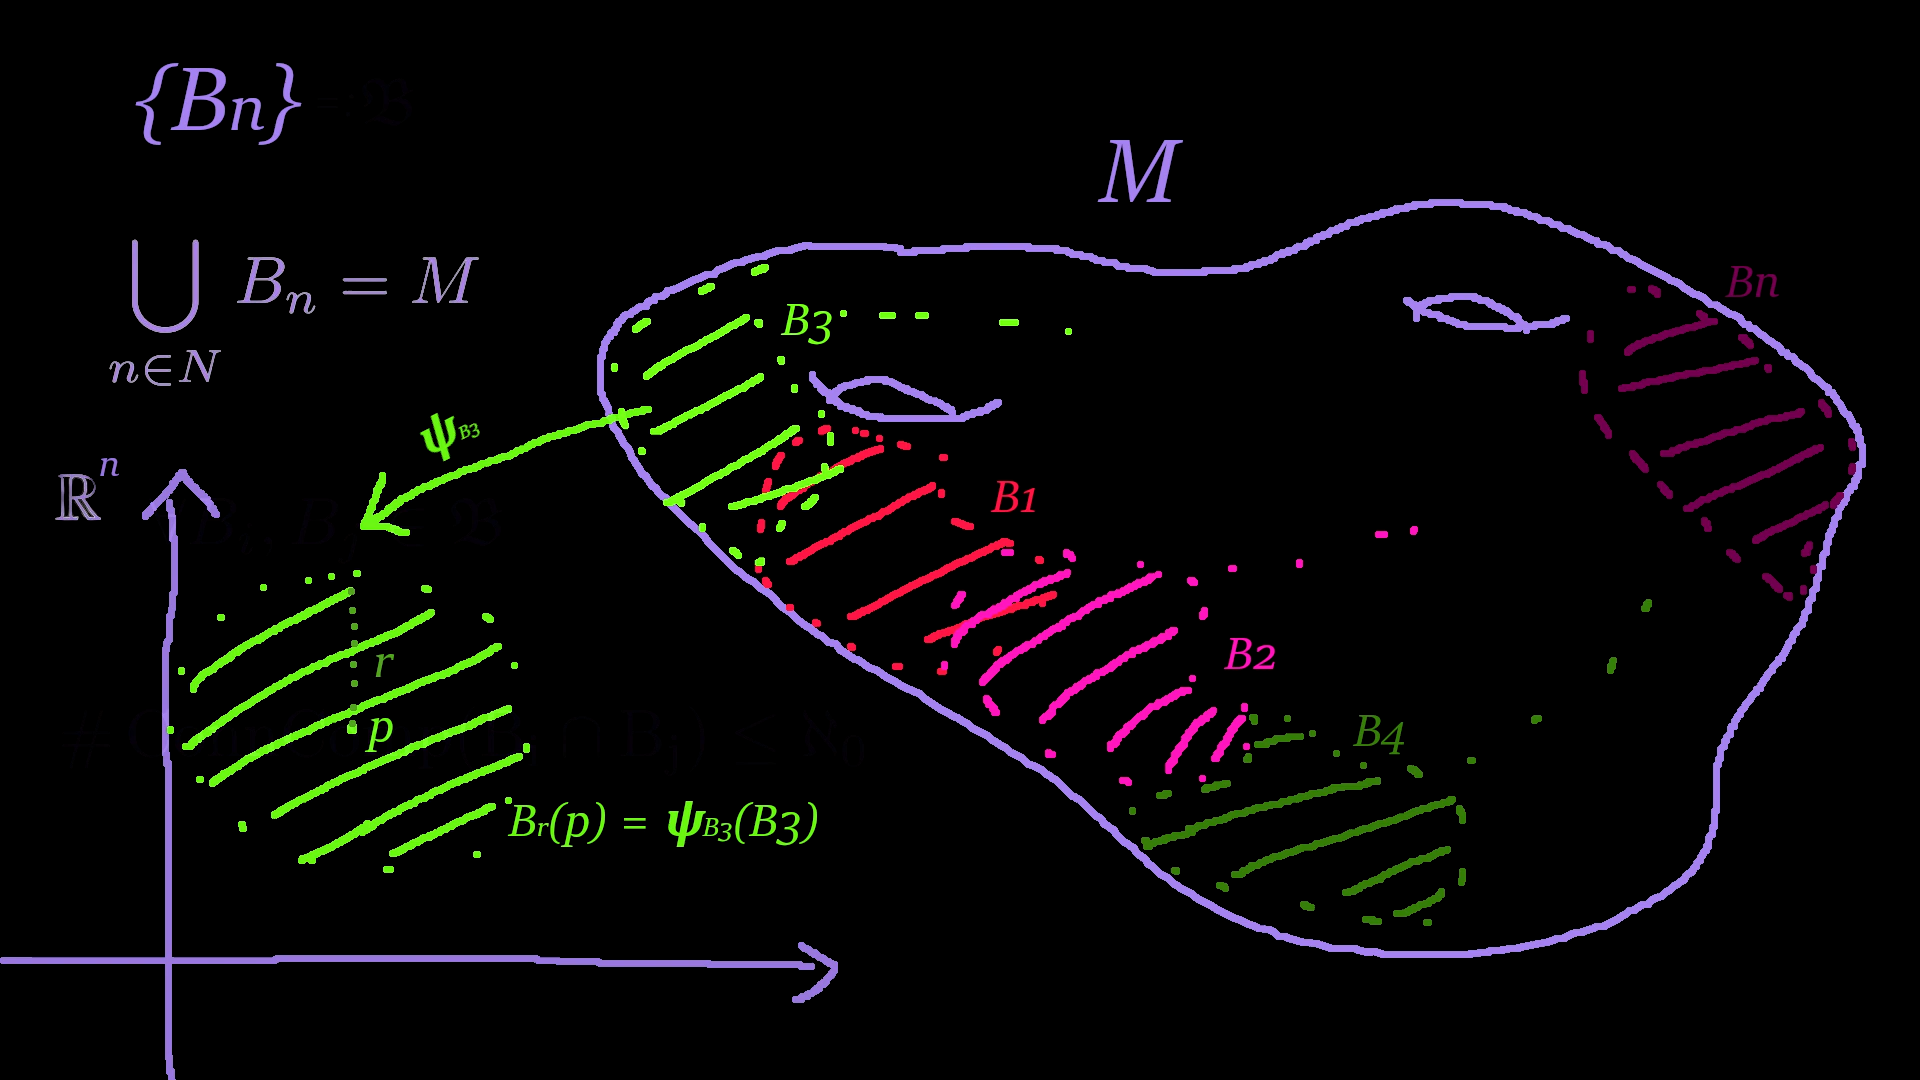 {Bn}
M
⋃ Bₙ = M
n∈N
Bn
B3
ψB3
ℝⁿ
B1
B2
r
p
B4
Br(p) = ψB3(B3)